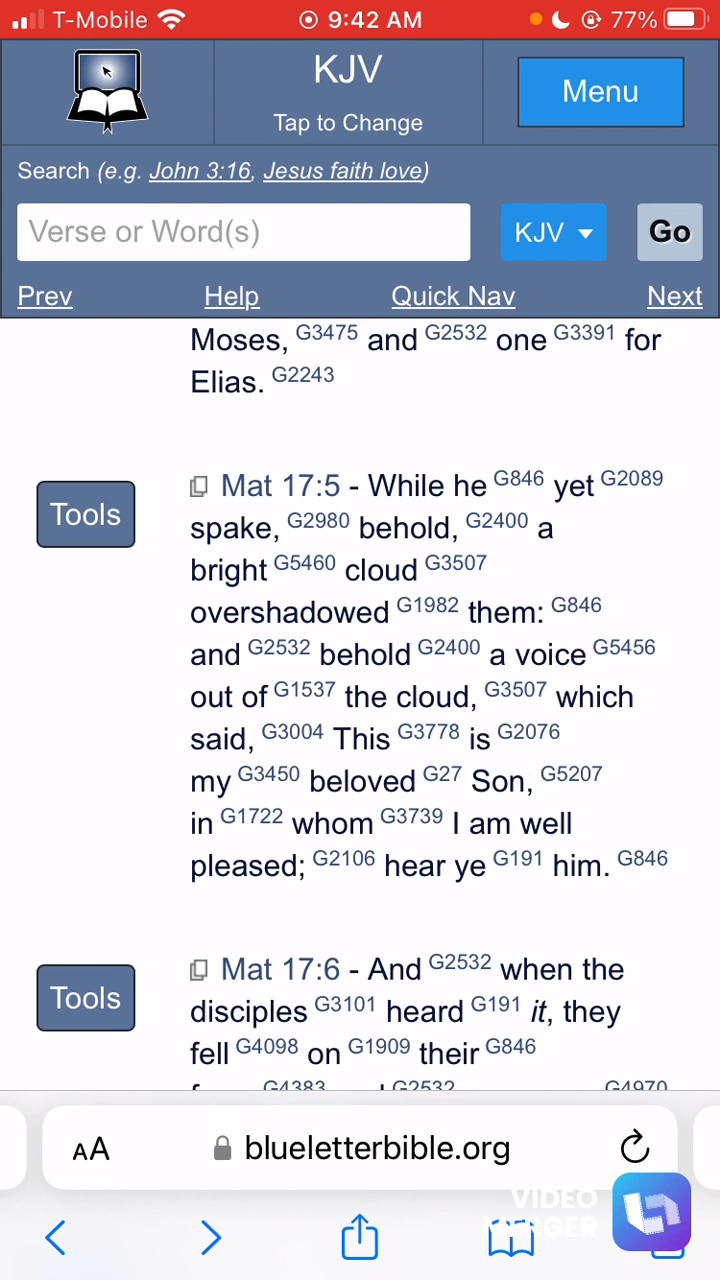 T-Mobile 9:42 AM 77%
KJV
Tap to Change
Menu
Search (e.g. John 3:16, Jesus faith love)
Verse or Word(s) KJV Go
Prev Help Quick Nav Next
Moses, G3475 and G2532 one G3391 for
Elias. G2243
Tools
Mat 17:5 - While he G846 yet G2089
spake, G2980 behold, G2400 a
bright G5460 cloud G3507
overshadowed G1982 them: G846
and G2532 behold G2400 a voice G5456
out of G1537 the cloud, G3507 which
said, G3004 This G3778 is G2076
my G3450 beloved G27 Son, G5207
in G1722 whom G3739 I am well
pleased; G2106 hear ye G191 him. G846
Tools
Mat 17:6 - And G2532 when the
disciples G3101 heard G191 it, they
fell G4098 on G1909 their G846
G4383 G2532 G4970
AA blueletterbible.org
VIDEO
MERGER